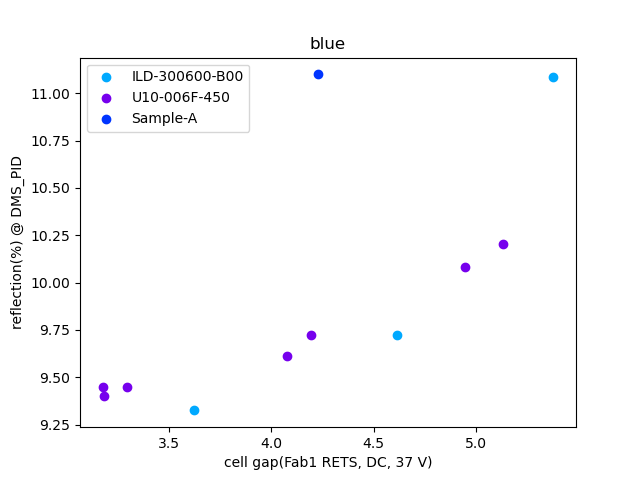 blue
ILD-300600-B00
U10-006F-450
Sample-A
11.00
10.75
10.50
10.25
10.00
9.75
9.50
9.25
reflection(%) @ DMS_PID
3.5 4.0 4.5 5.0
cell gap(Fab1 RETS, DC, 37 V)